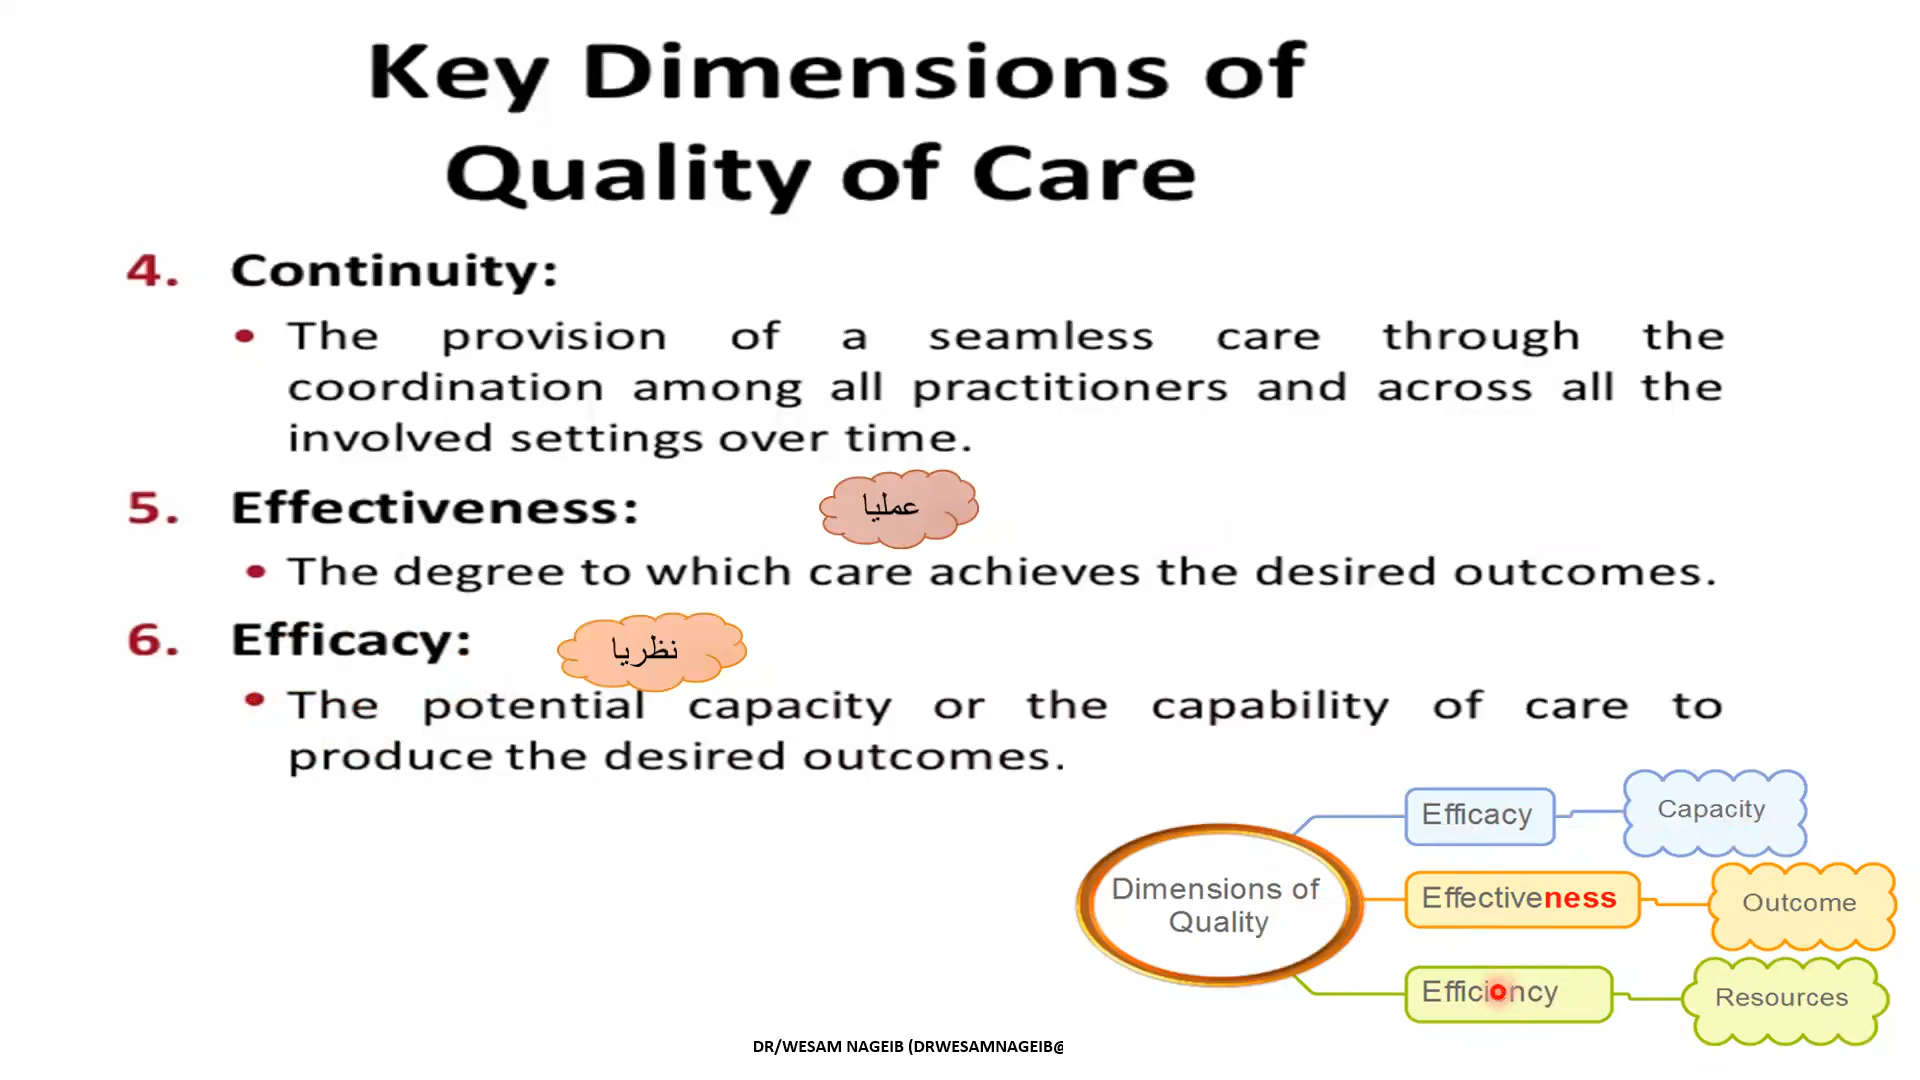 Key Dimensions of
Quality of Care
4. Continuity:
• The provision of a seamless care through the
coordination among all practitioners and across all the
involved settings over time.
5. Effectiveness:
عمليا
• The degree to which care achieves the desired outcomes.
6. Efficacy:
نظريا
• The potential capacity or the capability of care to
produce the desired outcomes.
Dimensions of
Quality
Efficacy
Capacity
Effectiveness
Outcome
Efficiency
Resources
DR/WESAM NAGEIB (DRWESAMNAGEIB@